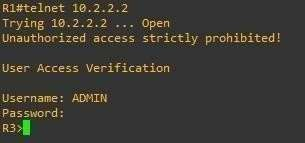 R1#telnet 10.2.2.2
Trying 10.2.2.2 ... Open
Unauthorized access strictly prohibited!
User Access Verification
Username: ADMIN
Password:
R3>